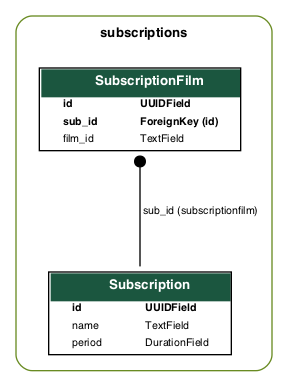 subscriptions
SubscriptionFilm
id UUIDField
sub_id ForeignKey (id)
film_id TextField
sub_id (subscriptionfilm)
Subscription
id UUIDField
name TextField
period DurationField